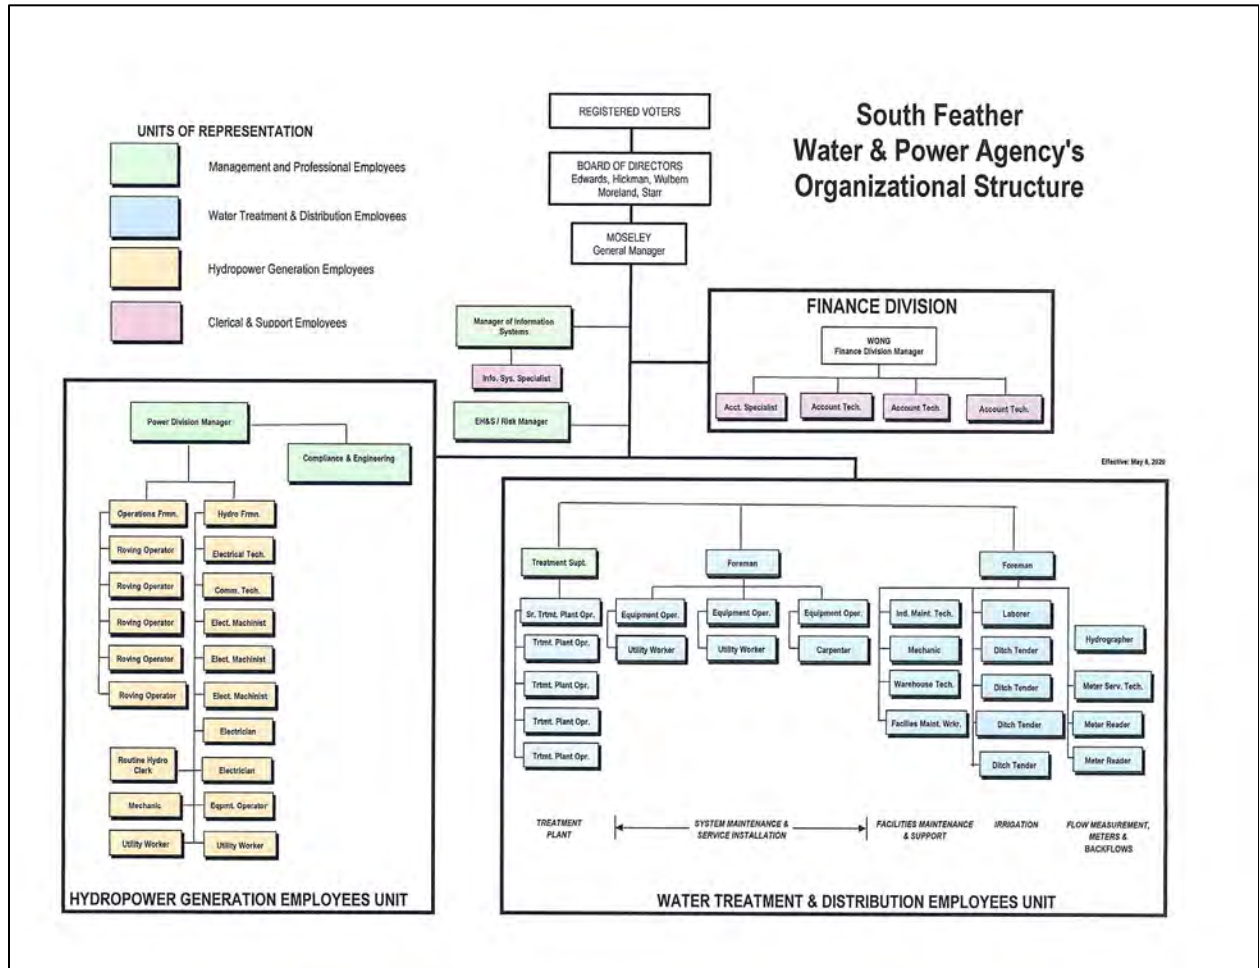 South Feather
Water & Power Agency's
Organizational Structure
UNITS OF REPRESENTATION
Management and Professional Employees
Water Treatment & Distribution Employees
Hydropower Generation Employees
Clerical & Support Employees
REGISTERED VOTERS
BOARD OF DIRECTORS
Edwards, Hickman, Wulbern
Moreland, Starr
MOSELEY
General Manager
Manager of Information
Systems
Info. Sys. Specialist
EH&S / Risk Manager
FINANCE DIVISION
WONG
Finance Division Manager
Acct. Specialist
Account Tech.
Account Tech.
Account Tech.
Effective: May 6, 2020
Power Division Manager
Compliance & Engineering
Operations Frmn.
Roving Operator
Roving Operator
Roving Operator
Roving Operator
Roving Operator
Hydro Frmn.
Electrical Tech.
Comm. Tech.
Elect. Machinist
Elect. Machinist
Elect. Machinist
Electrician
Routine Hydro
Clerk
Electrician
Mechanic
Eqpmt. Operator
Utility Worker
Utility Worker
HYDROPOWER GENERATION EMPLOYEES UNIT
Treatment Supt.
Sr. Trtmt. Plant Opr.
Trtmt. Plant Opr.
Trtmt. Plant Opr.
Trtmt. Plant Opr.
Trtmt. Plant Opr.
Foreman
Equipment Oper.
Utility Worker
Equipment Oper.
Utility Worker
Equipment Oper.
Carpenter
Foreman
Ind. Maint. Tech.
Mechanic
Warehouse Tech.
Facilies Maint. Wrkr.
Laborer
Ditch Tender
Ditch Tender
Ditch Tender
Ditch Tender
Hydrographer
Meter Serv. Tech.
Meter Reader
Meter Reader
TREATMENT
PLANT
SYSTEM MAINTENANCE &
SERVICE INSTALLATION
FACILITIES MAINTENANCE
& SUPPORT
IRRIGATION
FLOW MEASUREMENT,
METERS &
BACKFLOWS
WATER TREATMENT & DISTRIBUTION EMPLOYEES UNIT